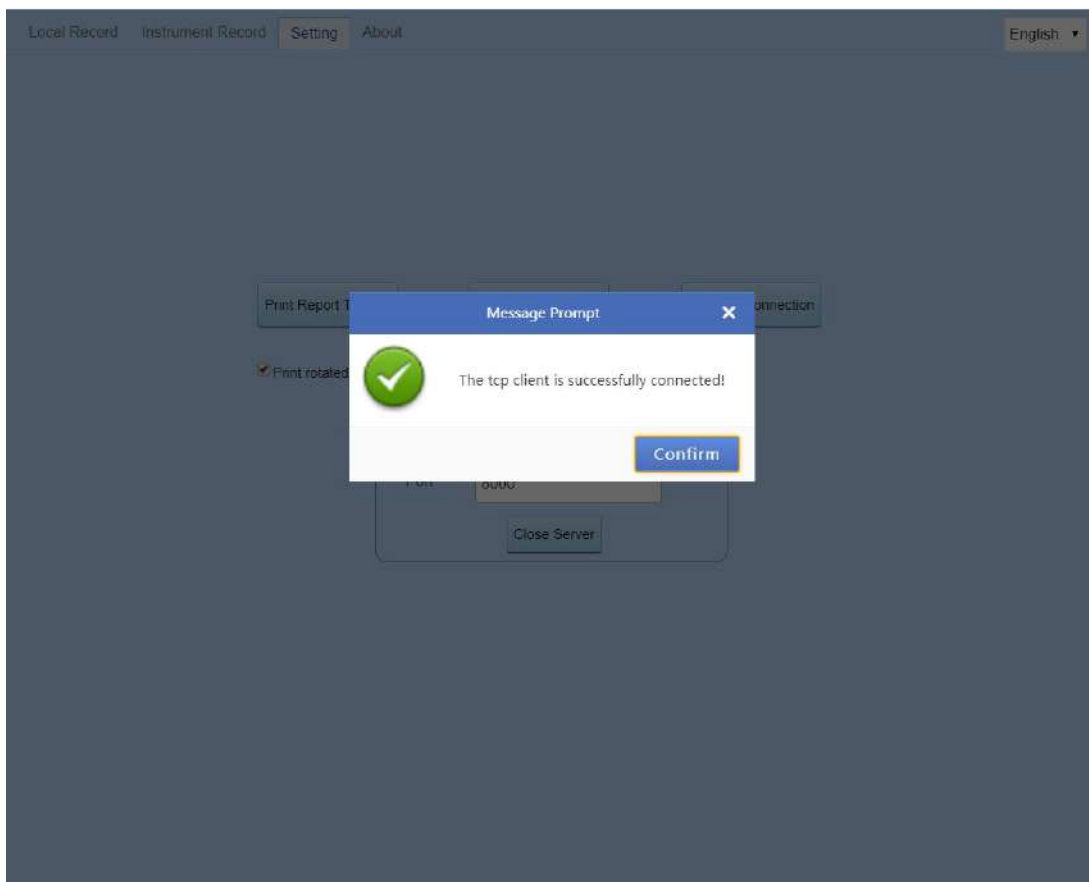 Local Record Instrument Record Setting About English
Print Report
Message Prompt
onnection
Print rotated
The tcp client is successfully connected!
Confirm
Close Server